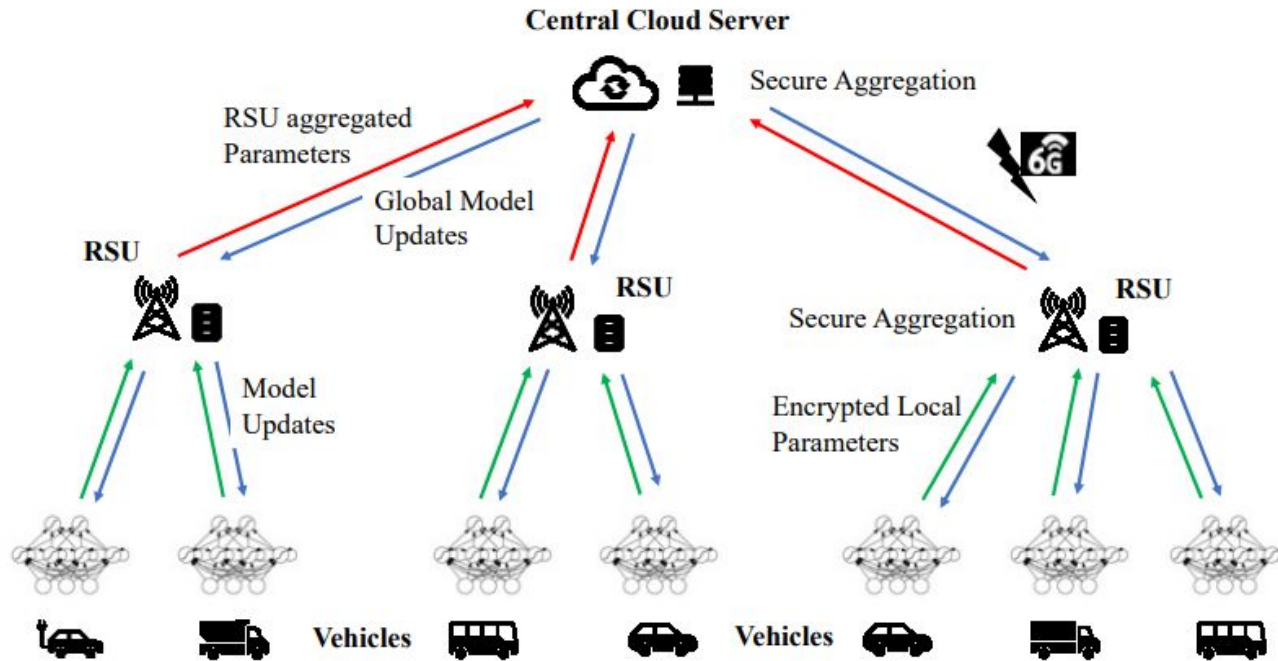 Central Cloud Server
Secure Aggregation
RSU aggregated
Parameters
6G
Global Model
Updates
RSU
RSU
RSU
Secure Aggregation
Model
Updates
Encrypted Local
Parameters
Vehicles
Vehicles